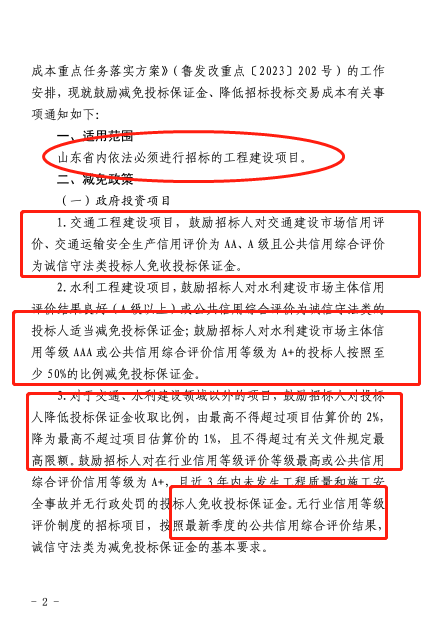 成本重点任务落实方案》（鲁发改重点〔2023〕202 号）的工作
安排，现就鼓励减免投标保证金、降低招标投标交易成本有关事
项通知如下：
一、适用范围
山东省内依法必须进行招标的工程建设项目。
二、减免政策
（一）政府投资项目
1.交通工程建设项目，鼓励招标人对交通建设市场信用评
价、交通运输安全生产信用评价为 AA、A 级且公共信用综合评价
为诚信守法类投标人免收投标保证金。
2.水利工程建设项目，鼓励招标人对水利建设市场主体信用
评价结果良好（A 级以上）或公共信用综合评价为诚信守法类的
投标人适当减免投标保证金；鼓励招标人对水利建设市场主体信
用等级 AAA 或公共信用综合评价信用等级为 A+的投标人按照至
少 50%的比例减免投标保证金。
3.对于交通、水利建设领域以外的项目，鼓励招标人对投标
人降低投标保证金收取比例，由最高不得超过项目估算价的 2%，
降为最高不超过项目估算价的 1%，且不得超过有关文件规定最
高限额。鼓励招标人对在行业信用等级评价等级最高或公共信用
综合评价等级为 A+，且近 3 年内未发生工程质量和施工安
全事故并无行政处罚的投标人免收投标保证金。无行业信用等级
评价制度的招标项目，按照最新季度的公共信用综合评价结果，
诚信守法类为减免投标保证金的基本要求。
- 2 -